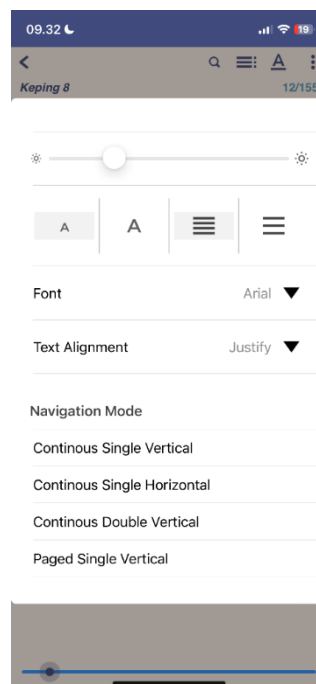 09.32
19
A
Keping 8
12/155
A
A
Font
Arial
Text Alignment
Justify
Navigation Mode
Continous Single Vertical
Continous Single Horizontal
Continous Double Vertical
Paged Single Vertical